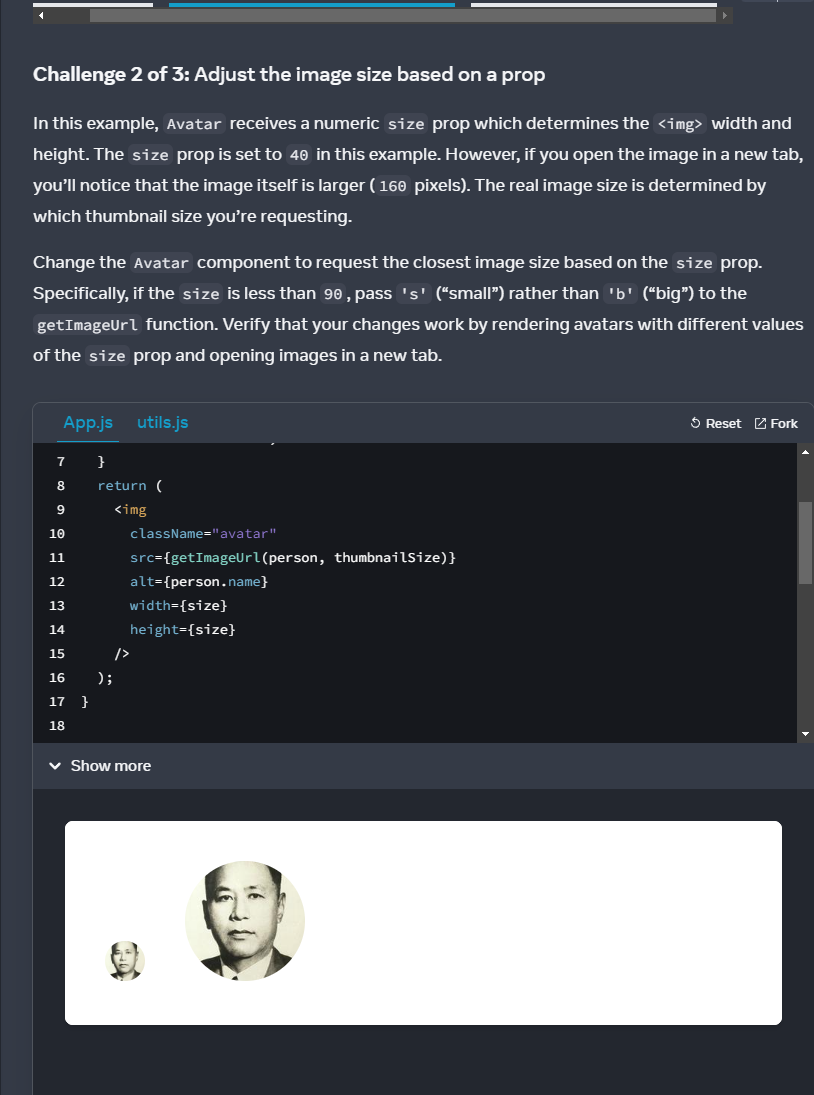 Challenge 2 of 3: Adjust the image size based on a prop
In this example, Avatar receives a numeric size prop which determines the <img> width and
height. The size prop is set to 40 in this example. However, if you open the image in a new tab,
you’ll notice that the image itself is larger (160 pixels). The real image size is determined by
which thumbnail size you’re requesting.
Change the Avatar component to request the closest image size based on the size prop.
Specifically, if the size is less than 90, pass 's' (“small”) rather than 'b' (“big”) to the
getImageUrl function. Verify that your changes work by rendering avatars with different values
of the size prop and opening images in a new tab.
App.js utils.js Reset Fork
7 }
8 return (
9 <img
10 className="avatar"
11 src={getImageUrl(person, thumbnailSize)}
12 alt={person.name}
13 width={size}
14 height={size}
15 />
16 );
17 }
18
Show more